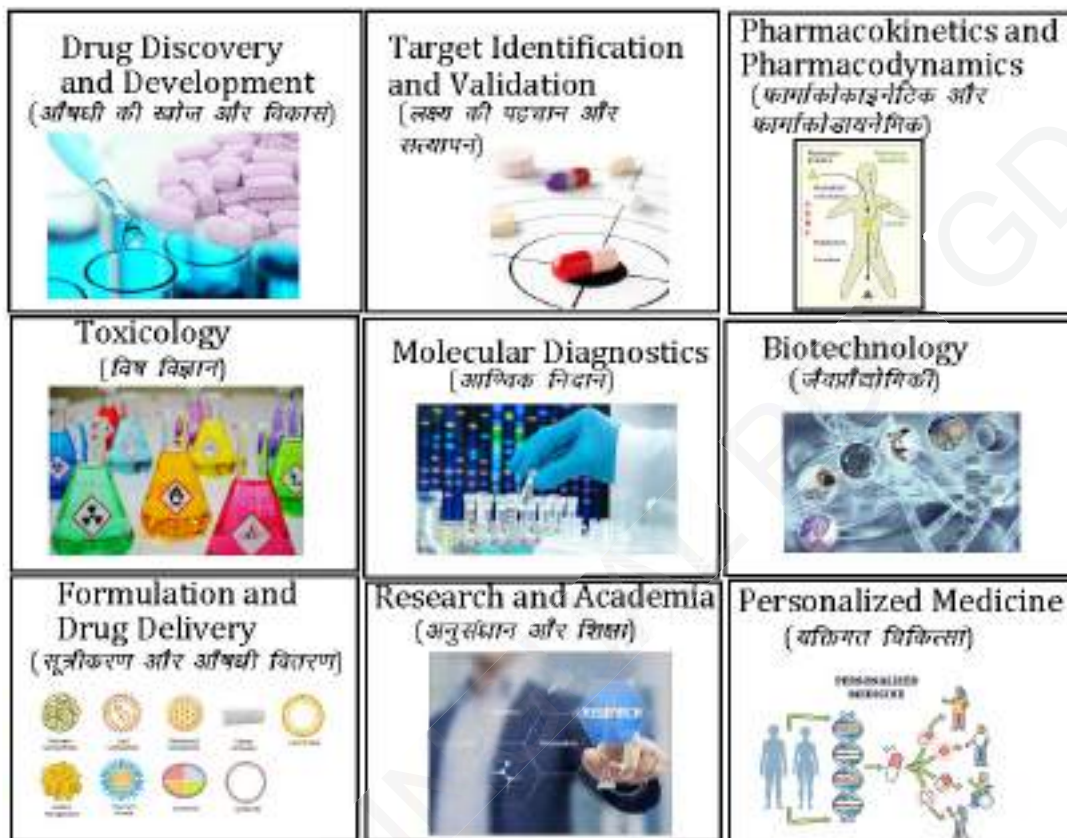 Drug Discovery
and Development
(औषधी की खोज और विकास)
Target Identification
and Validation
(लक्ष्य की पहचान और
सत्यापन)
Pharmacokinetics and
Pharmacodynamics
(फार्माकोकाइनेटिक और
फार्माकोडायनेमिक)
Toxicology
(विष विज्ञान)
Molecular Diagnostics
(आण्विक निदान)
Biotechnology
(जैवप्रौद्योगिकी)
Formulation and
Drug Delivery
(सूत्रीकरण और औषधी वितरण)
Research and Academia
(अनुसंधान और शिक्षा)
RESEARCH
Personalized Medicine
(यक्तिगत चिकित्सा)
PERSONALIZED
MEDICINE